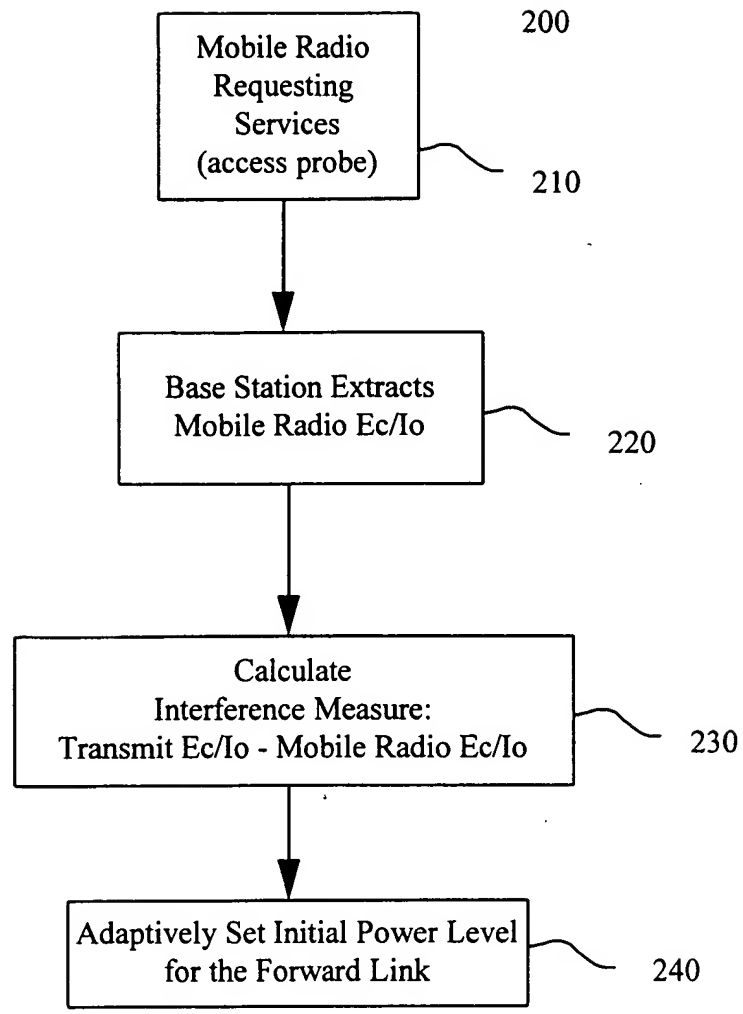 200
Mobile Radio
Requesting
Services
(access probe)
210
Base Station Extracts
Mobile Radio Ec/Io
220
Calculate
Interference Measure:
Transmit Ec/Io - Mobile Radio Ec/Io
230
Adaptively Set Initial Power Level
for the Forward Link
240